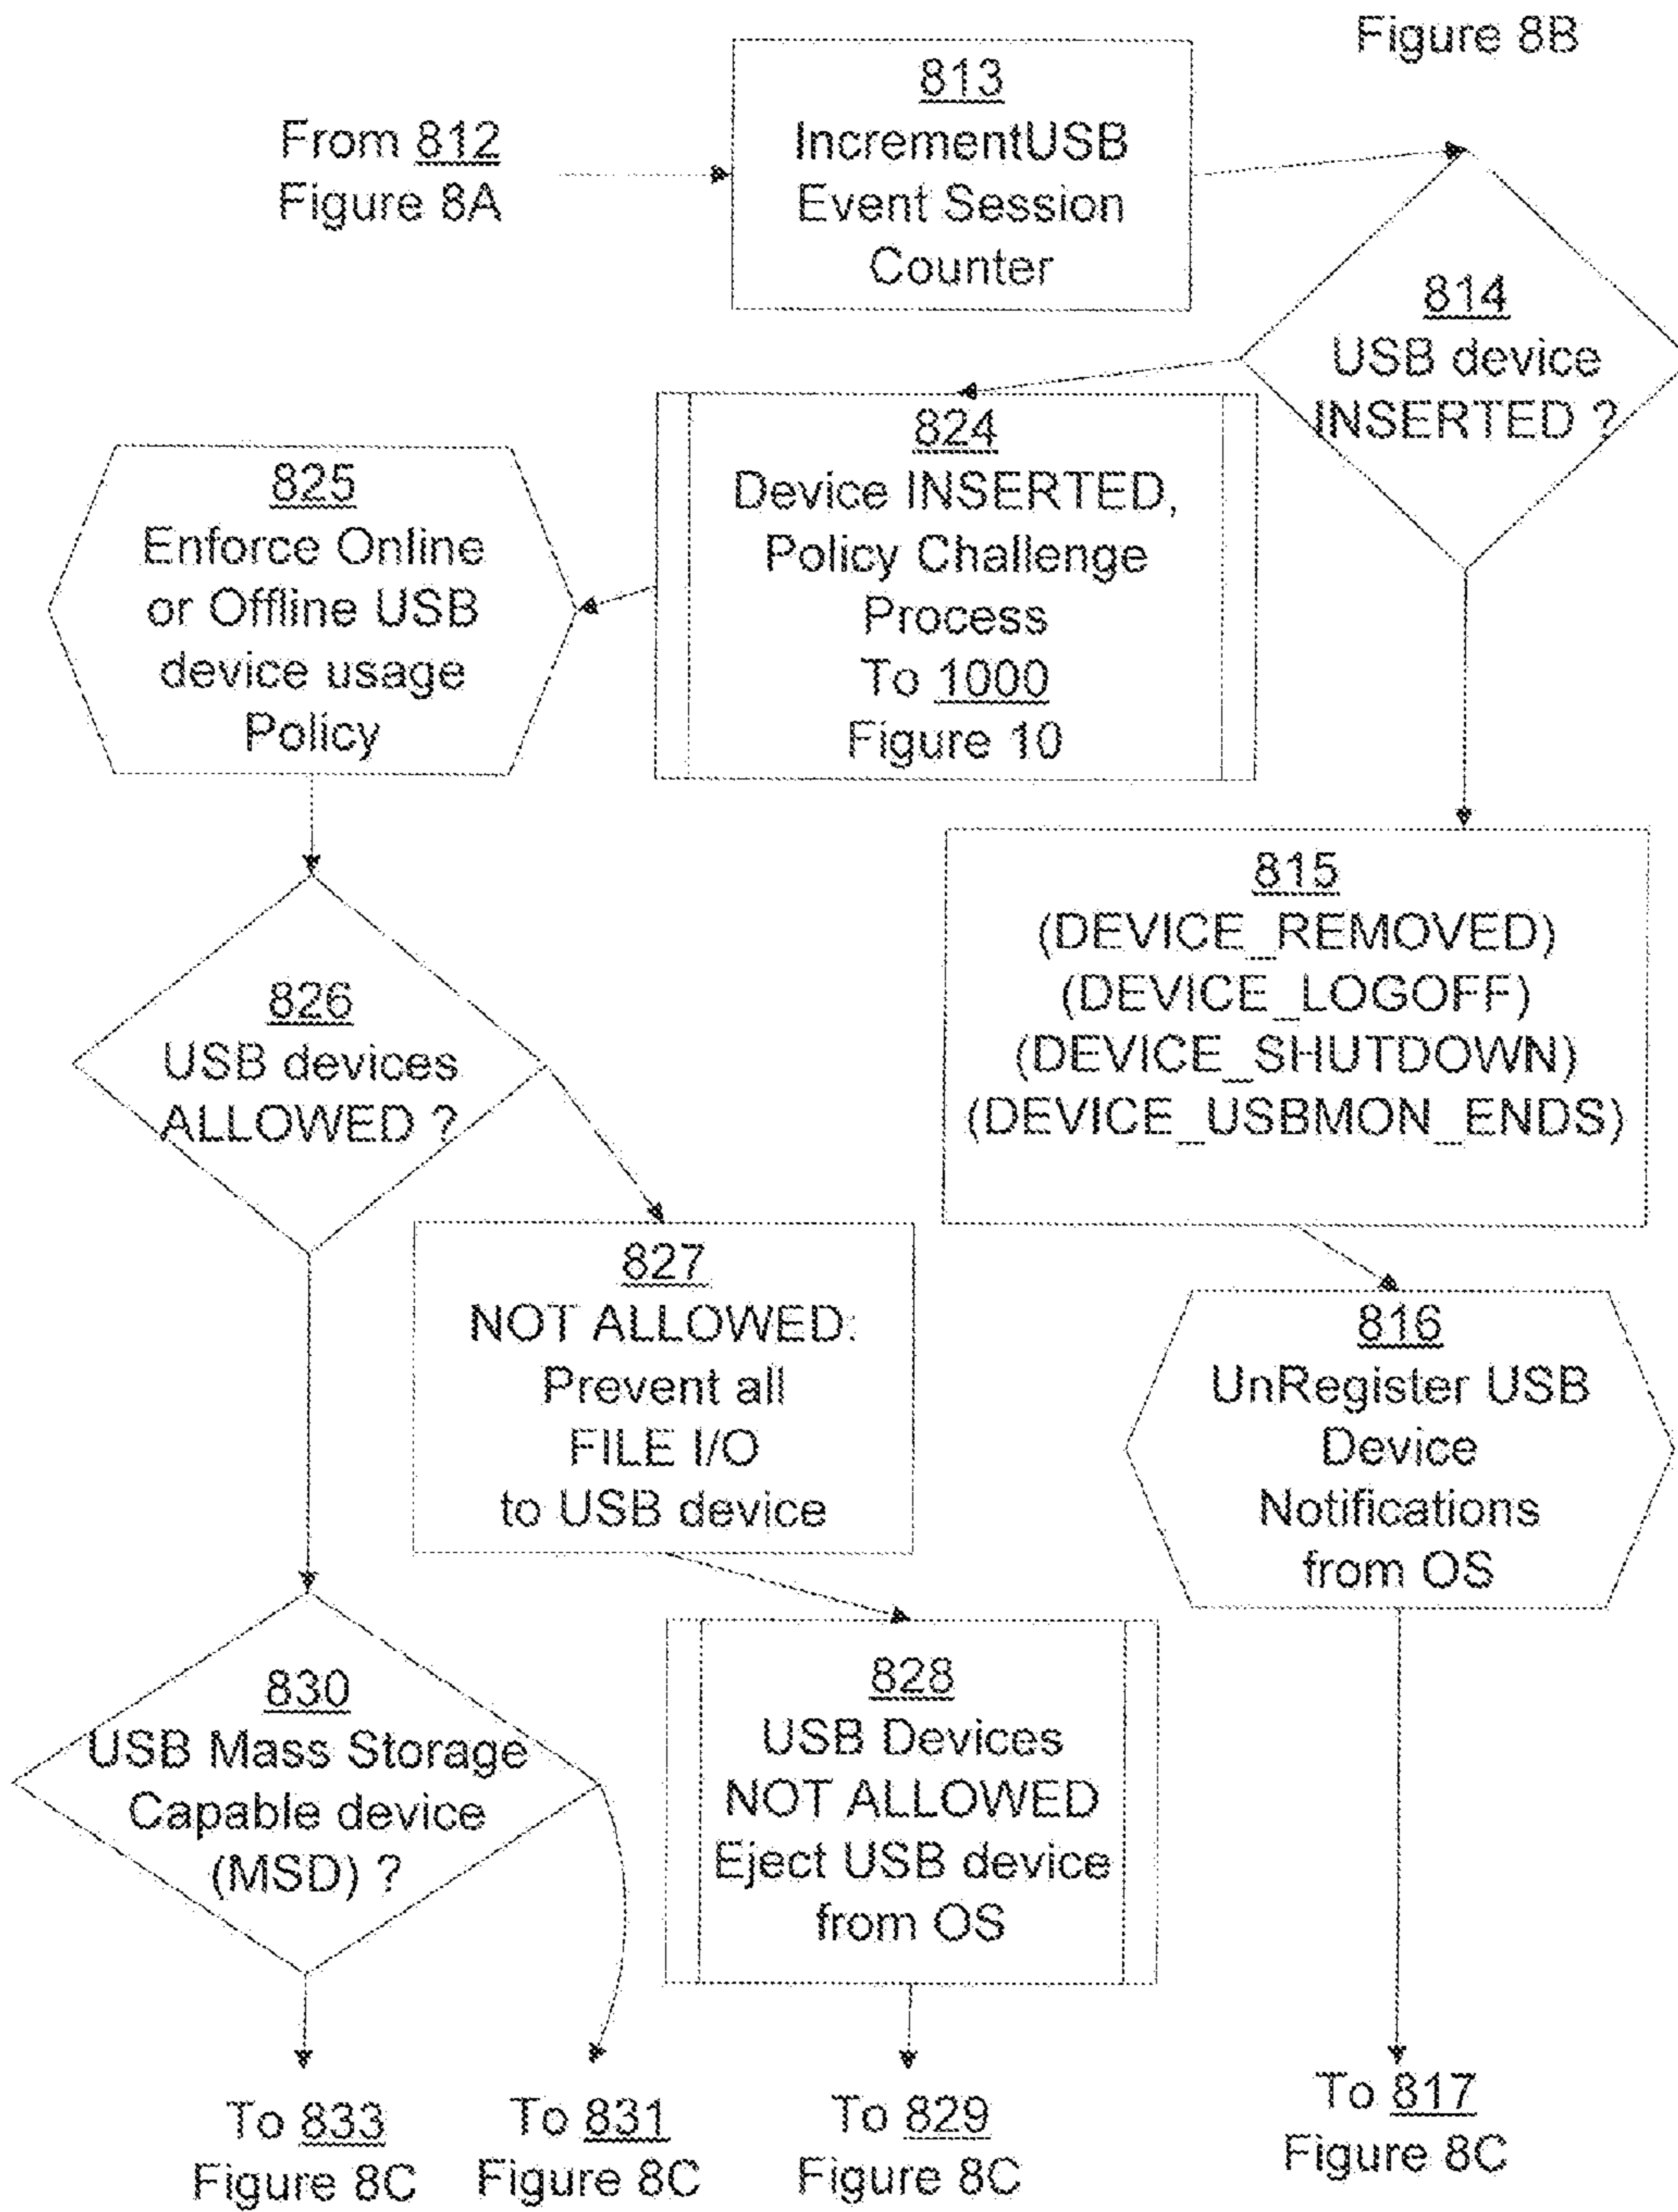 Figure 8B
From 812
Figure 8A
813
IncrementUSB
Event Session
Counter
814
USB device
INSERTED ?
824
Device INSERTED,
Policy Challenge
Process
To 1000
Figure 10
825
Enforce Online
or Offline USB
device usage
Policy
815
(DEVICE_REMOVED)
(DEVICE_LOGOFF)
(DEVICE_SHUTDOWN)
(DEVICE_USBMON_ENDS)
826
USB devices
ALLOWED ?
827
NOT ALLOWED:
Prevent all
FILE I/O
to USB device
816
UnRegister USB
Device
Notifications
from OS
830
USB Mass Storage
Capable device
(MSD) ?
828
USB Devices
NOT ALLOWED
Eject USB device
from OS
To 833
Figure 8C
To 831
Figure 8C
To 829
Figure 8C
To 817
Figure 8C